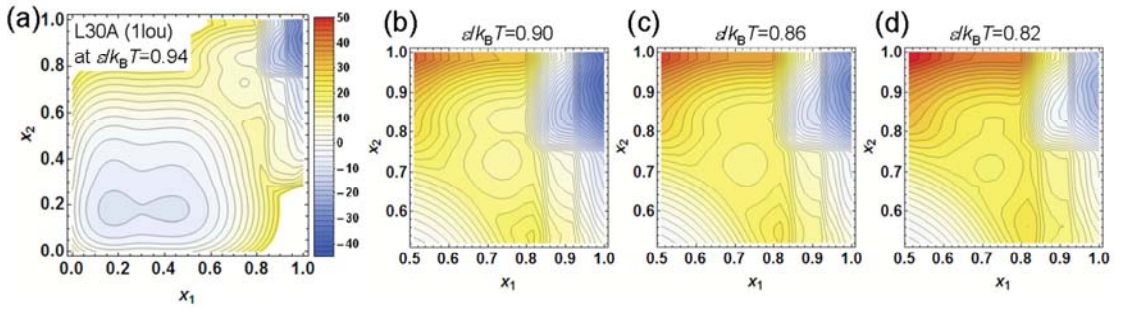 (a)
L30A (1lou)
at ε/kBT=0.94
1.0
0.8
0.6
0.4
0.2
0.0
x2
0.0 0.2 0.4 0.6 0.8 1.0
x1
50
40
30
20
10
0
-10
-20
-30
-40
(b)
ε/kBT=0.90
1.0
0.9
0.8
0.7
0.6
x2
0.5 0.6 0.7 0.8 0.9 1.0
x1
(c)
ε/kBT=0.86
1.0
0.9
0.8
0.7
0.6
x2
0.5 0.6 0.7 0.8 0.9 1.0
x1
(d)
ε/kBT=0.82
1.0
0.9
0.8
0.7
0.6
x2
0.5 0.6 0.7 0.8 0.9 1.0
x1